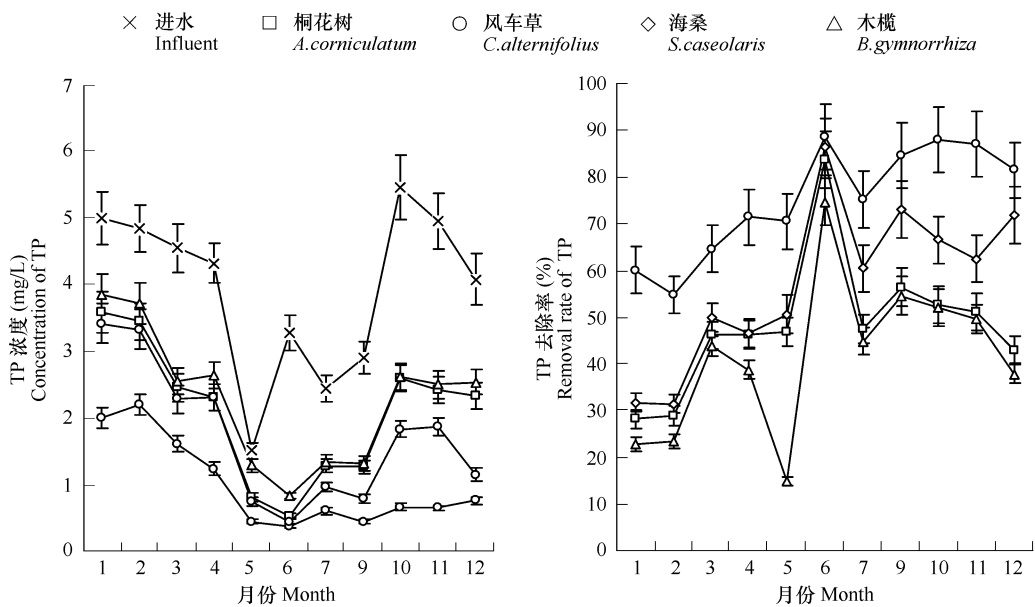 进水 桐花树 风车草 海桑 木榄
Influent A.corniculatum C.alternifolius S.caseolaris B.gymnorrhiza
TP 浓度 (mg/L)
Concentration of TP
7
6
5
4
3
2
1
0
1 2 3 4 5 6 7 9 10 11 12
月份 Month
TP 去除率 (%)
Removal rate of TP
100
90
80
70
60
50
40
30
20
10
0
1 2 3 4 5 6 7 9 10 11 12
月份 Month